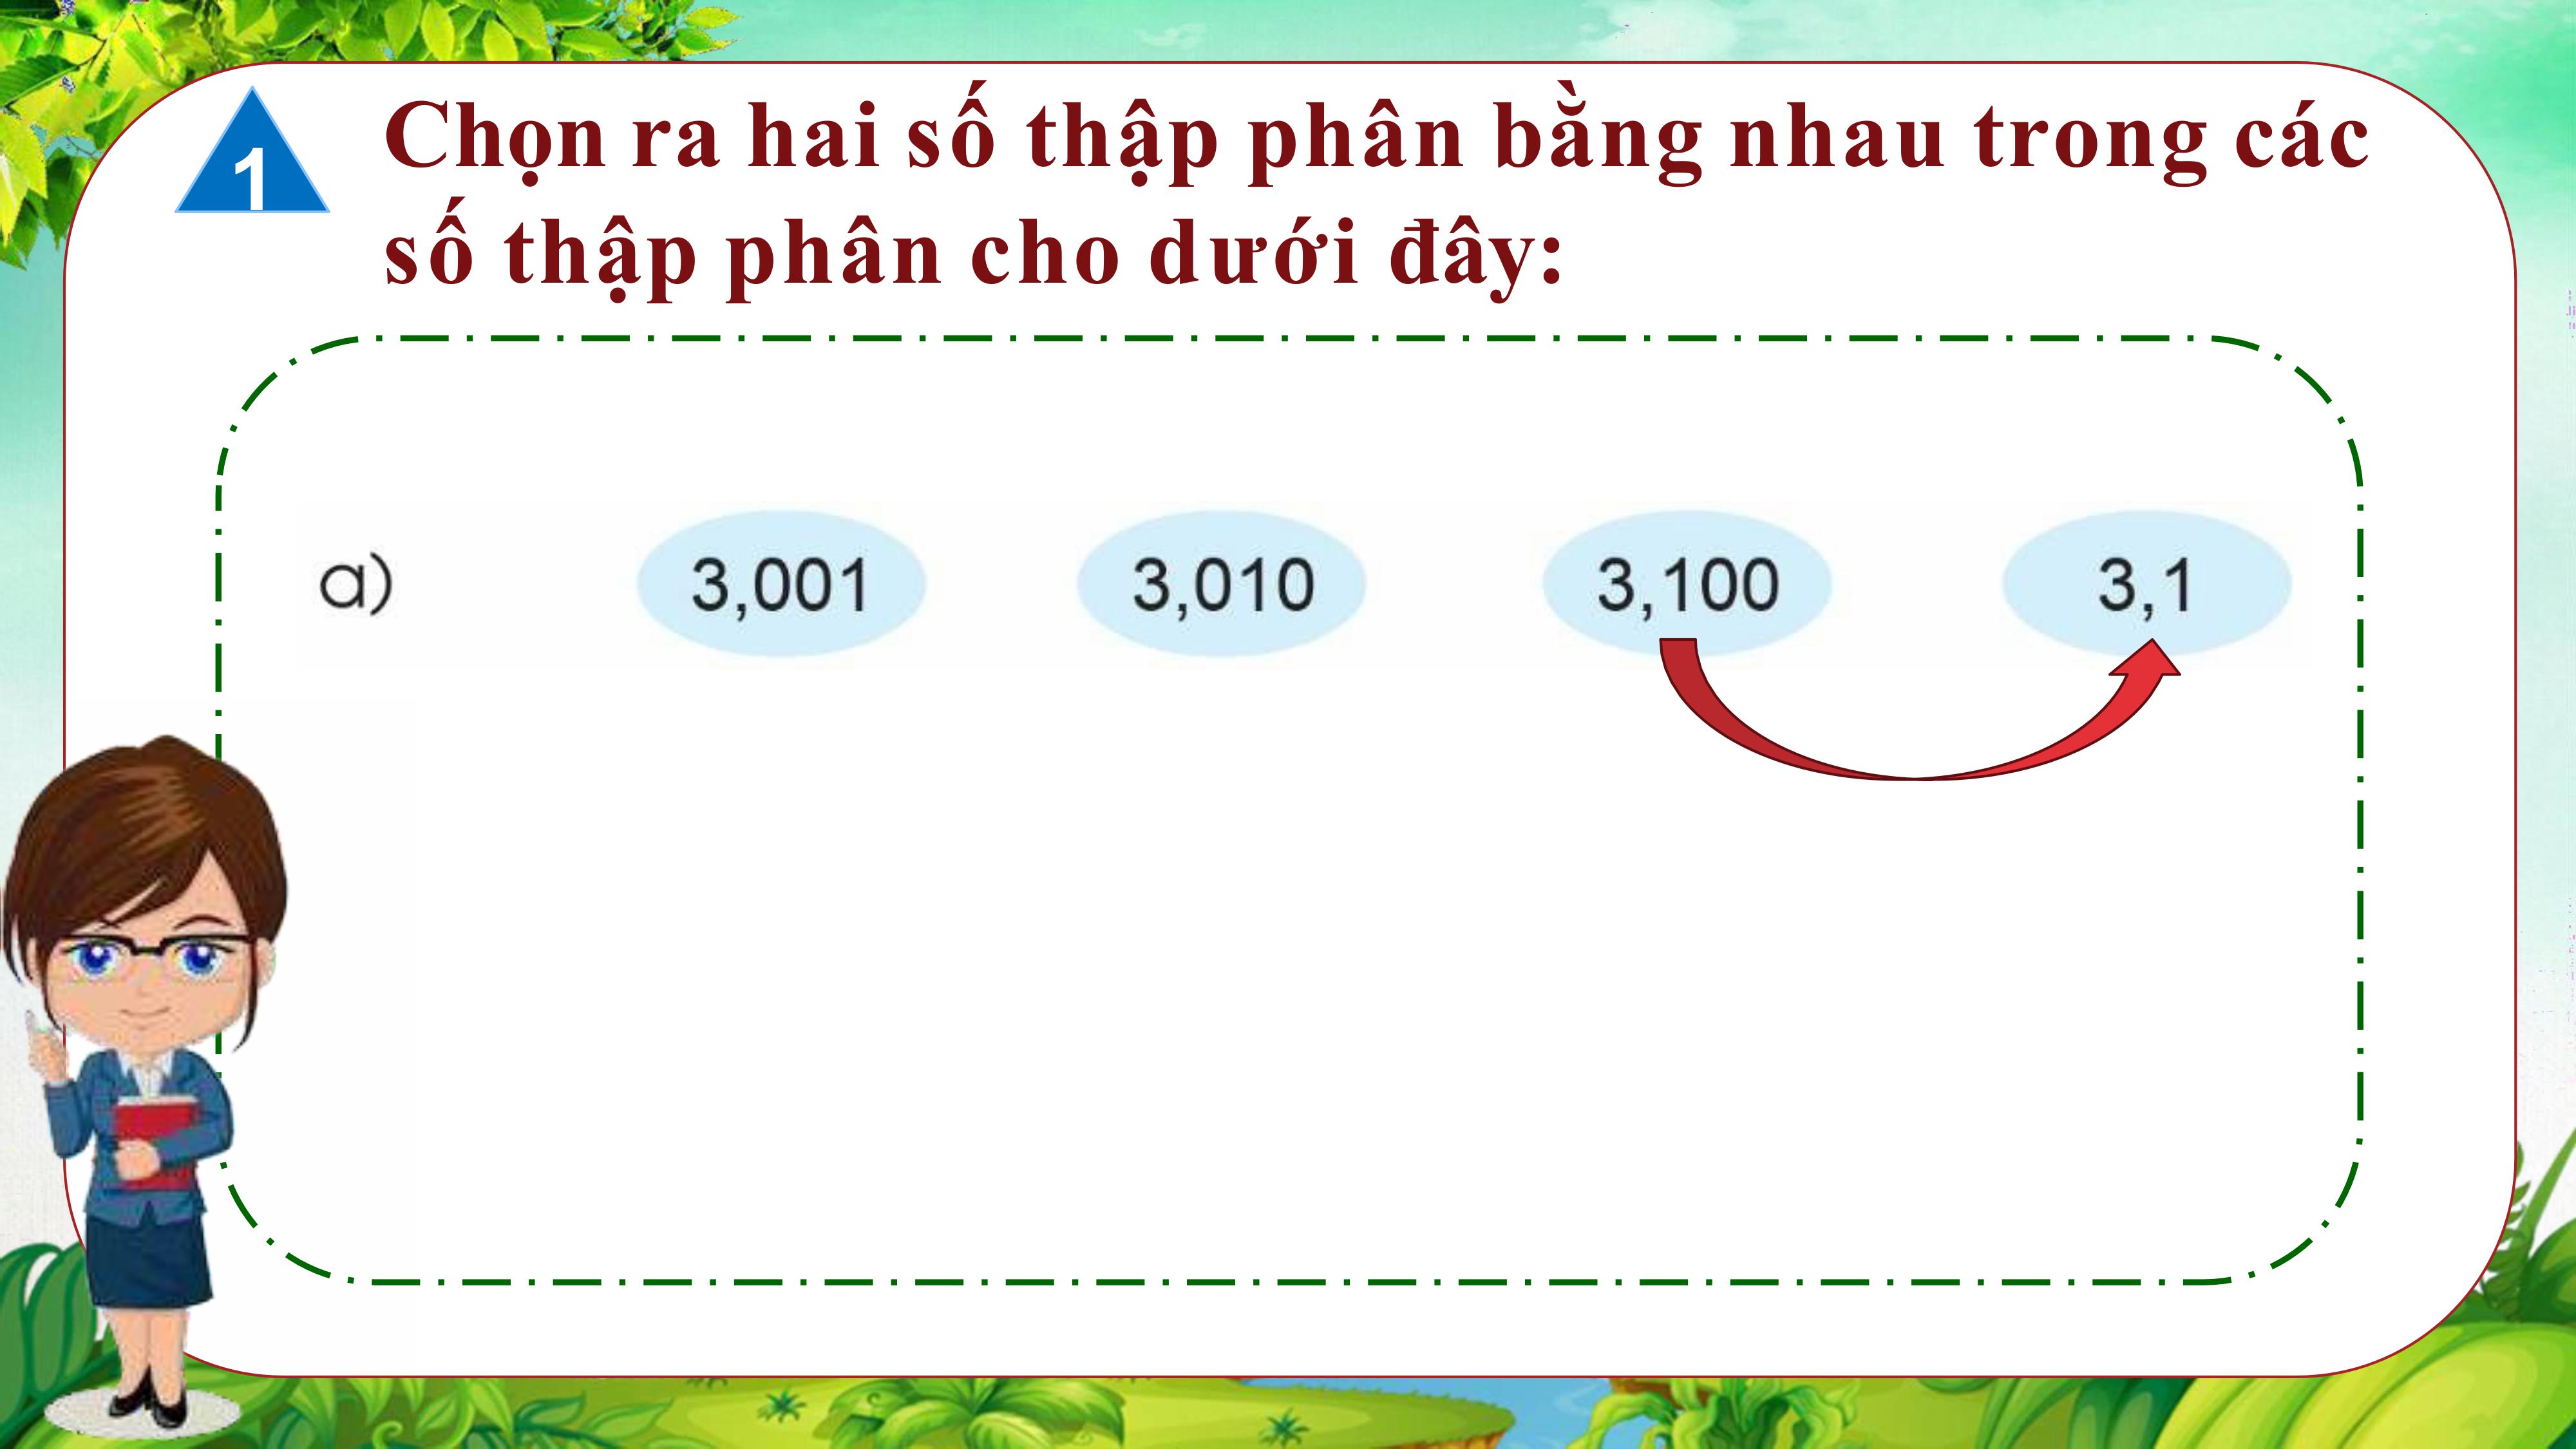 1
Chọn ra hai số thập phân bằng nhau trong các
số thập phân cho dưới đây:
a) 3,001 3,010 3,100 3,1